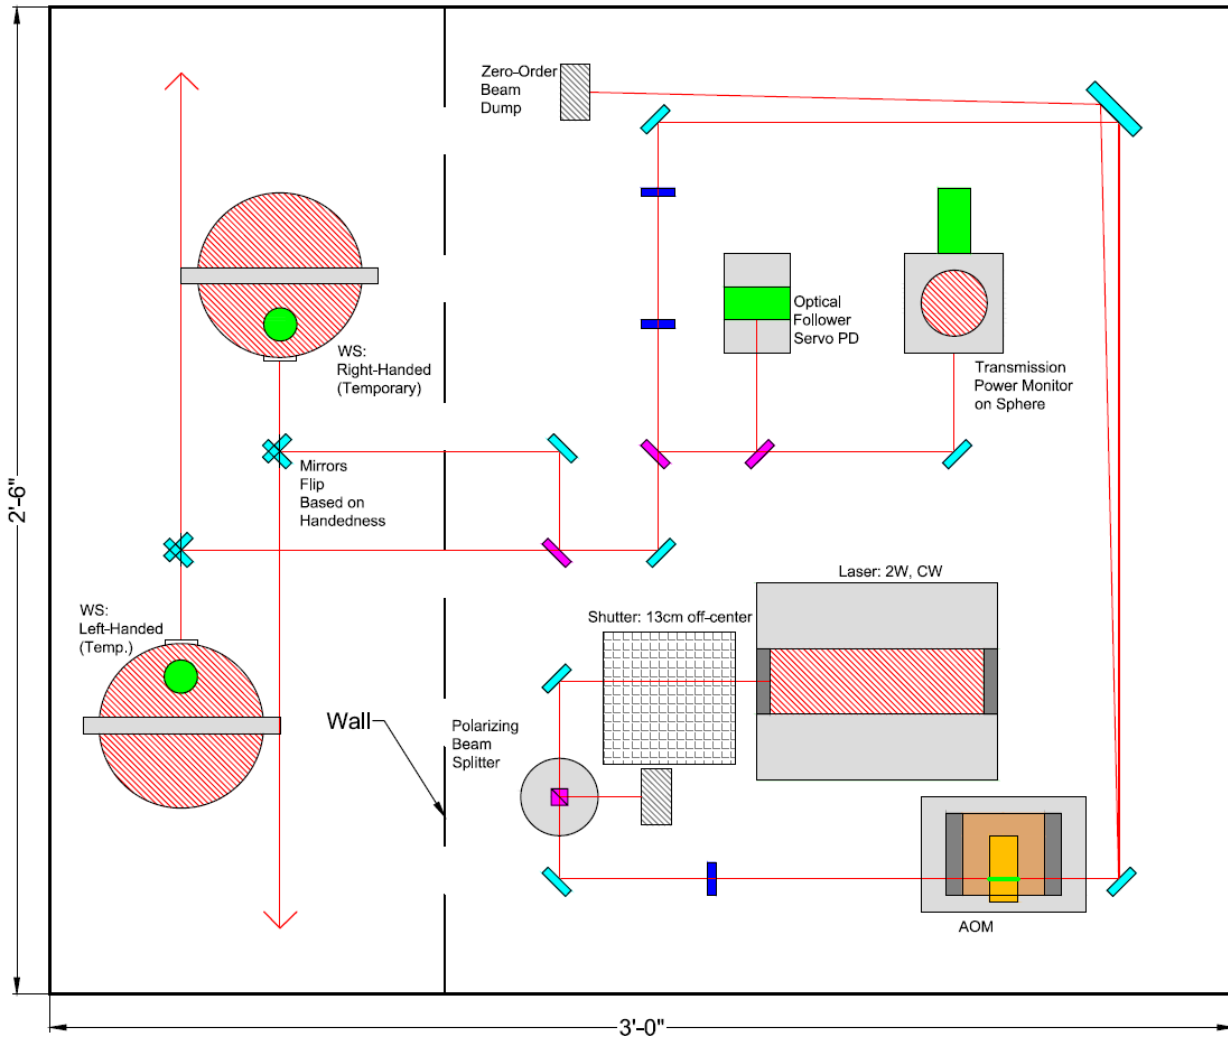 Zero-Order
Beam
Dump
Optical
Follower
Servo PD
WS:
Right-Handed
(Temporary)
Transmission
Power Monitor
on Sphere
Mirrors
Flip
Based on
Handedness
2'-6"
Laser: 2W, CW
WS:
Left-Handed
(Temp.)
Shutter: 13cm off-center
Wall
Polarizing
Beam
Splitter
AOM
3'-0"